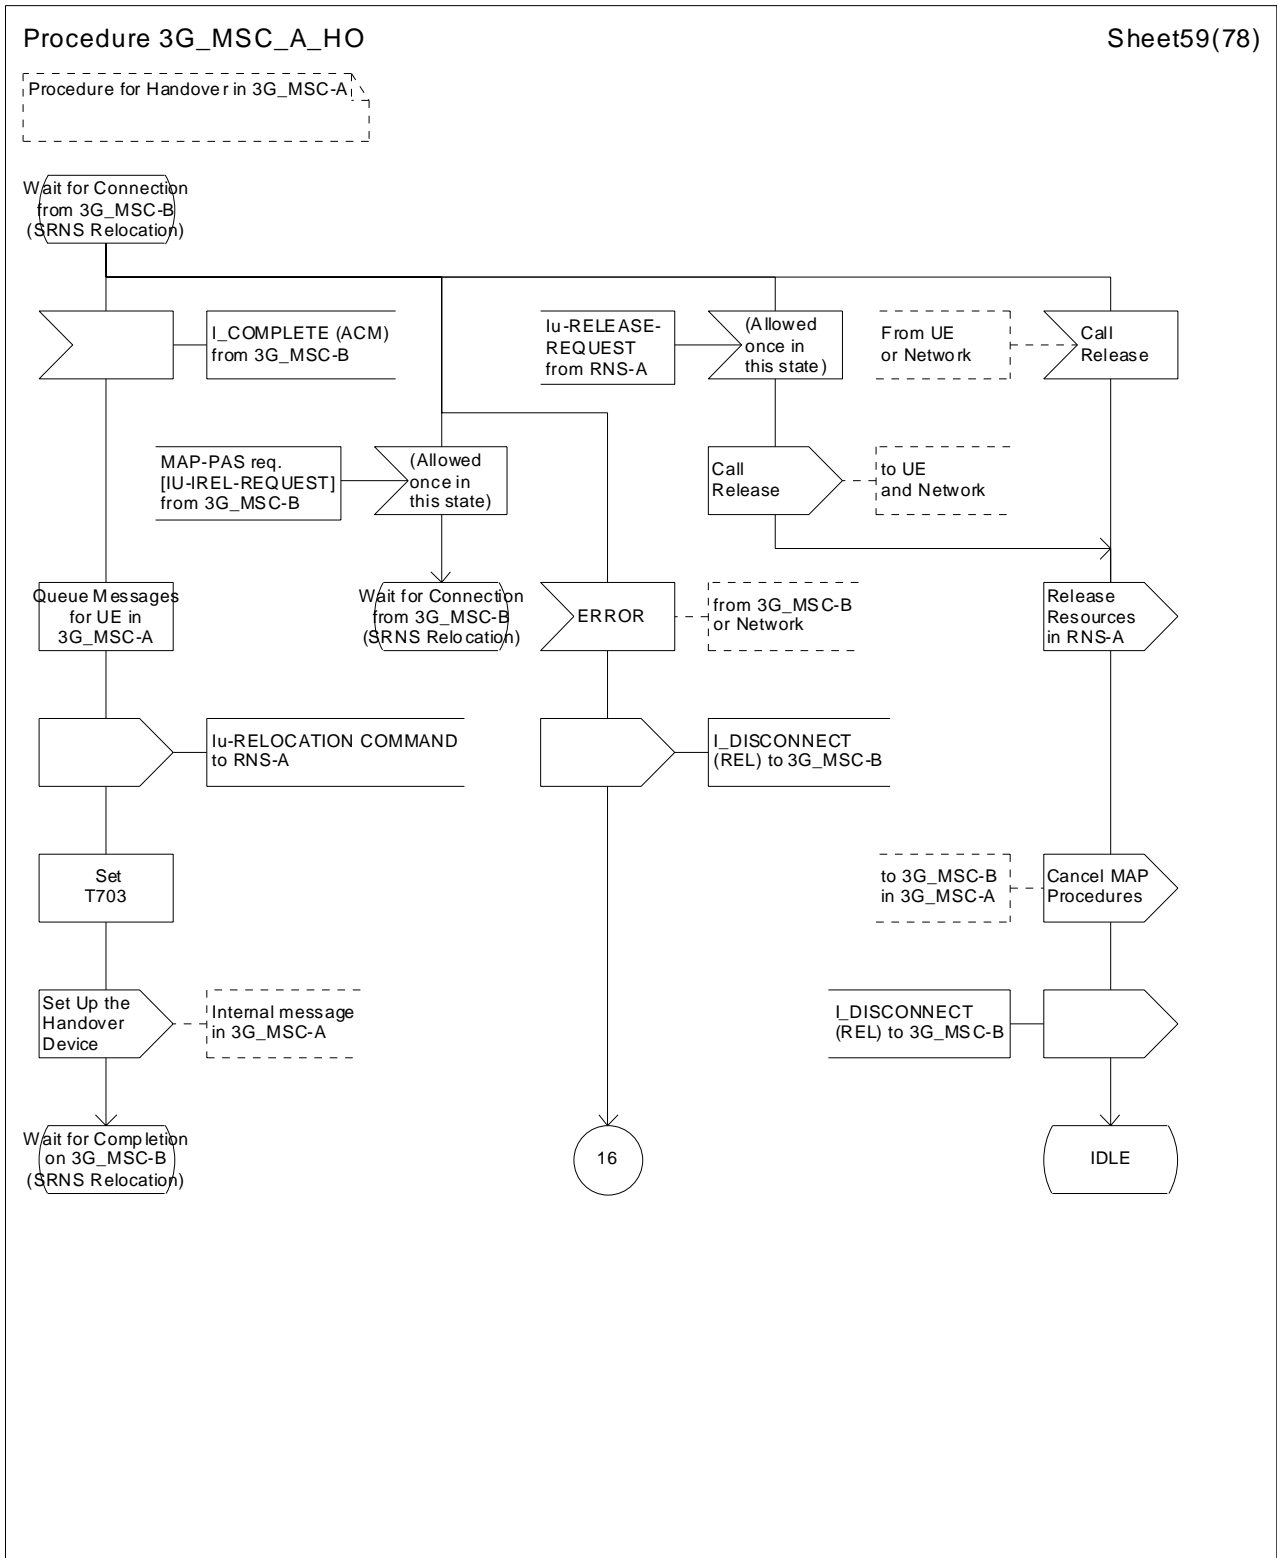 Procedure 3G_MSC_A_HO
Sheet59(78)
Procedure for Handover in 3G_MSC-A
Wait for Connection
from 3G_MSC-B
(SRNS Relocation)
I_COMPLETE (ACM)
from 3G_MSC-B
Iu-RELEASE-
REQUEST
from RNS-A
(Allowed
once in
this state)
From UE
or Network
Call
Release
MAP-PAS req.
[IU-IREL-REQUEST]
from 3G_MSC-B
(Allowed
once in
this state)
Call
Release
to UE
and Network
Queue Messages
for UE in
3G_MSC-A
Wait for Connection
from 3G_MSC-B
(SRNS Relocation)
ERROR
from 3G_MSC-B
or Network
Release
Resources
in RNS-A
Iu-RELOCATION COMMAND
to RNS-A
I_DISCONNECT
(REL) to 3G_MSC-B
Set
T703
to 3G_MSC-B
in 3G_MSC-A
Cancel MAP
Procedures
Set Up the
Handover
Device
Internal message
in 3G_MSC-A
I_DISCONNECT
(REL) to 3G_MSC-B
Wait for Completion
on 3G_MSC-B
(SRNS Relocation)
16
IDLE